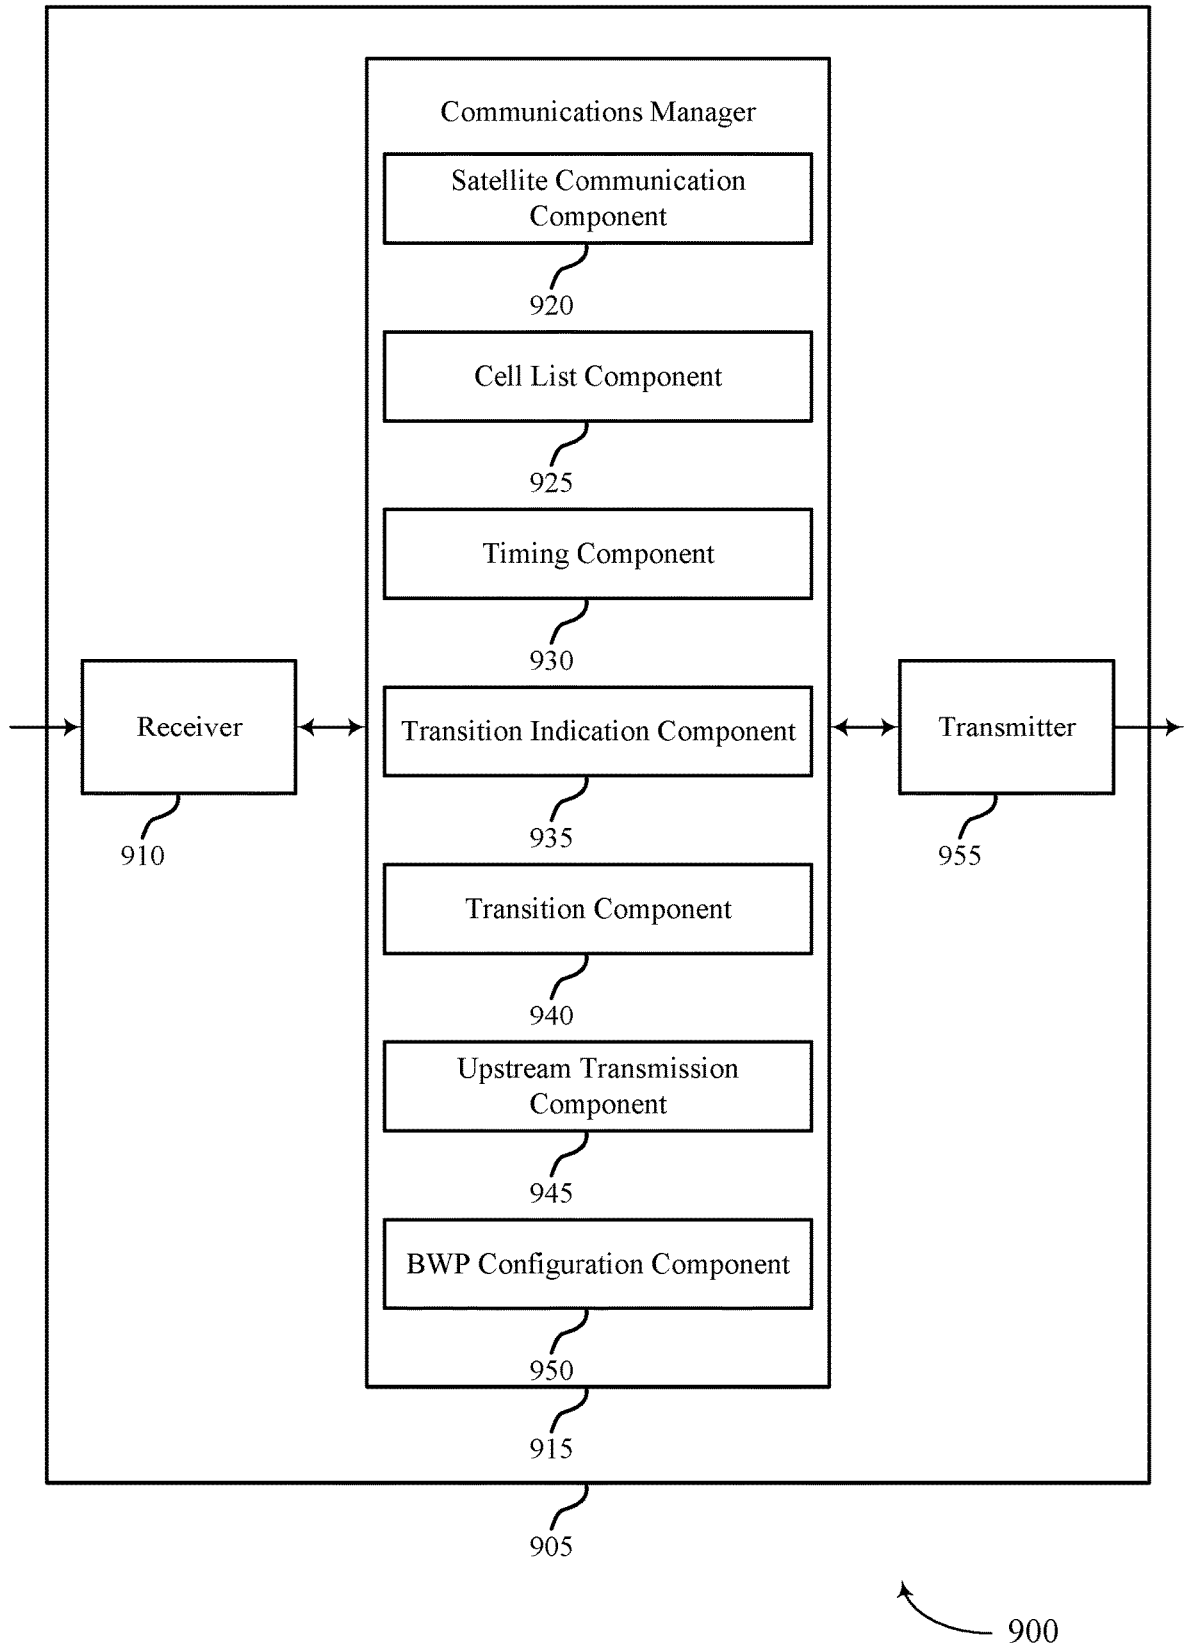 Communications Manager
Satellite Communication
Component
920
Cell List Component
925
Timing Component
930
Receiver
910
Transition Indication Component
935
Transmitter
955
Transition Component
940
Upstream Transmission
Component
945
BWP Configuration Component
950
915
905
900